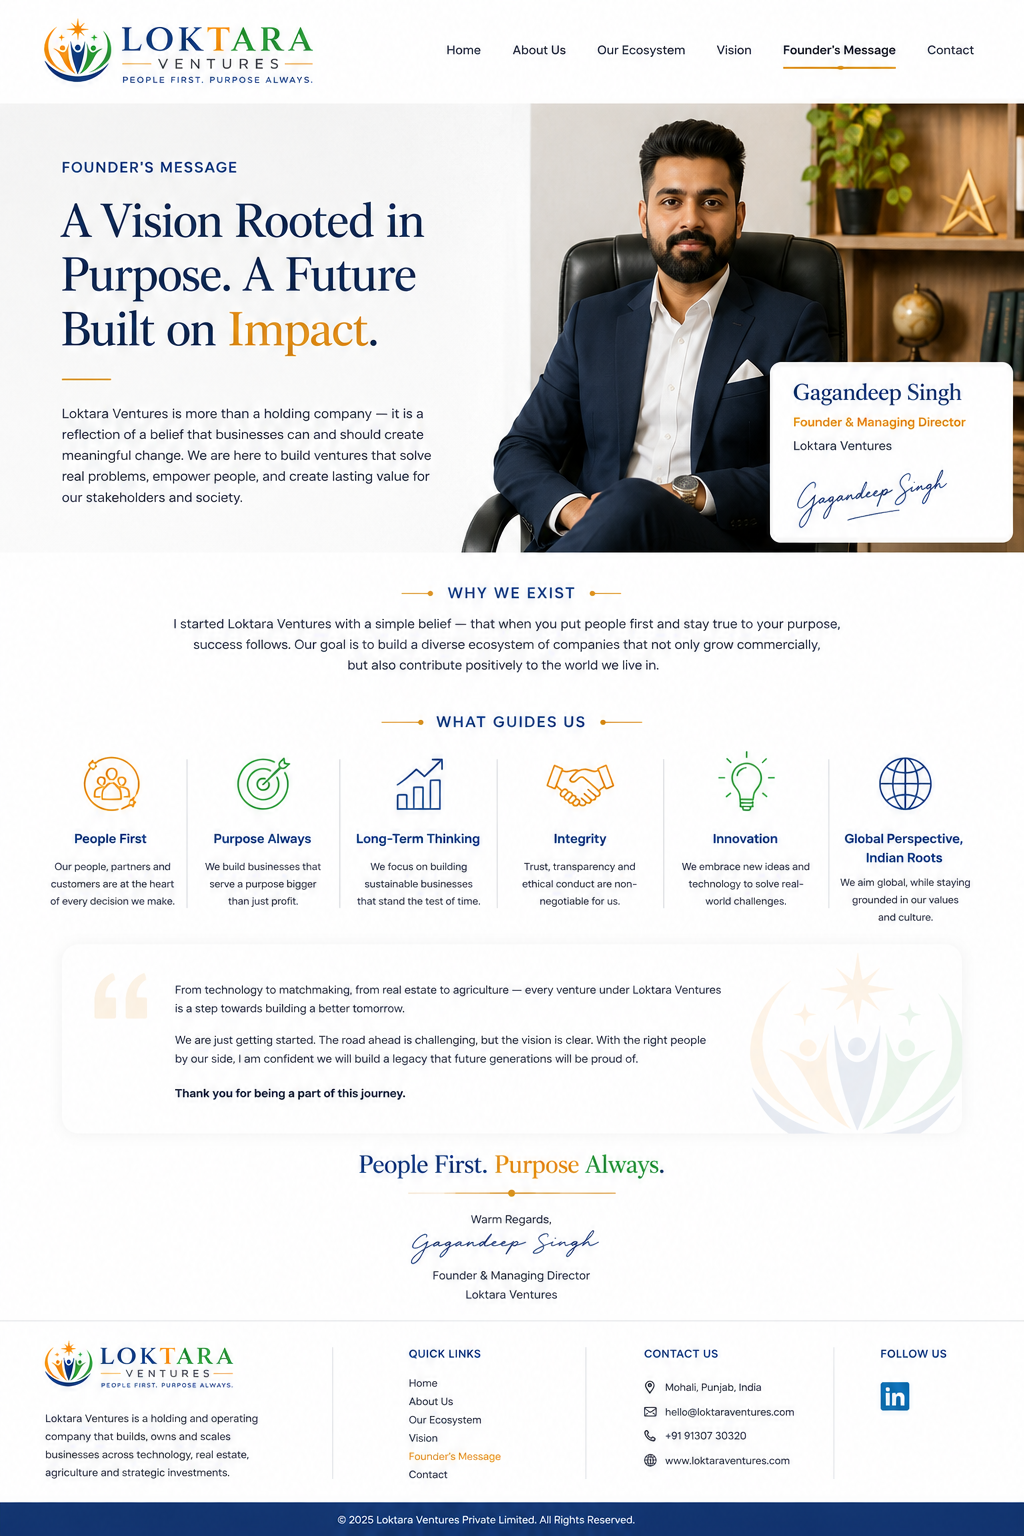 LOKTARA
VENTURES
PEOPLE FIRST. PURPOSE ALWAYS.
Home
About Us
Our Ecosystem
Vision
Founder's Message
Contact
FOUNDER'S MESSAGE
A Vision Rooted in
Purpose. A Future
Built on Impact.
Loktara Ventures is more than a holding company — it is a
reflection of a belief that businesses can and should create
meaningful change. We are here to build ventures that solve
real problems, empower people, and create lasting value for
our stakeholders and society.
Gagandeep Singh
Founder & Managing Director
Loktara Ventures
Gagandeep Singh
WHY WE EXIST
I started Loktara Ventures with a simple belief — that when you put people first and stay true to your purpose,
success follows. Our goal is to build a diverse ecosystem of companies that not only grow commercially,
but also contribute positively to the world we live in.
WHAT GUIDES US
People First
Our people, partners and
customers are at the heart
of every decision we make.
Purpose Always
We build businesses that
serve a purpose bigger
than just profit.
Long-Term Thinking
We focus on building
sustainable businesses
that stand the test of time.
Integrity
Trust, transparency and
ethical conduct are non-
negotiable for us.
Innovation
We embrace new ideas and
technology to solve real-
world challenges.
Global Perspective,
Indian Roots
We aim global, while staying
grounded in our values
and culture.
From technology to matchmaking, from real estate to agriculture — every venture under Loktara Ventures
is a step towards building a better tomorrow.
We are just getting started. The road ahead is challenging, but the vision is clear. With the right people
by our side, I am confident we will build a legacy that future generations will be proud of.
Thank you for being a part of this journey.
People First. Purpose Always.
Warm Regards,
Gagandeep Singh
Founder & Managing Director
Loktara Ventures
LOKTARA
VENTURES
PEOPLE FIRST. PURPOSE ALWAYS.
Loktara Ventures is a holding and operating
company that builds, owns and scales
businesses across technology, real estate,
agriculture and strategic investments.
QUICK LINKS
Home
About Us
Our Ecosystem
Vision
Founder's Message
Contact
CONTACT US
Mohali, Punjab, India
hello@loktaraventures.com
+91 91307 30320
www.loktaraventures.com
FOLLOW US
in
© 2025 Loktara Ventures Private Limited. All Rights Reserved.